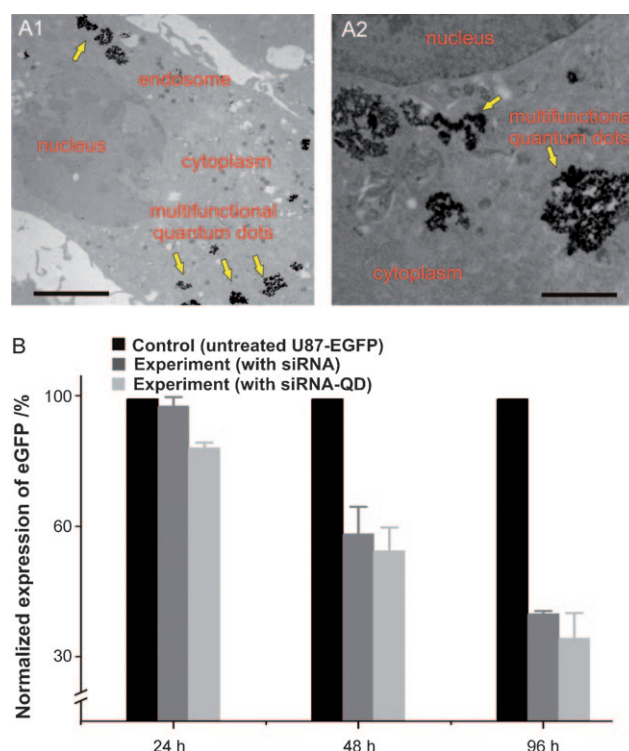 A1
endosome
nucleus
cytoplasm
multifunctional
quantum dots
A2
nucleus
multifunctiona
quantum dots
cytoplasm
B
Control (untreated U87-EGFP)
Experiment (with siRNA)
Experiment (with siRNA-QD)
Normalized expression of eGFP /%
100
60
30
24 h
48 h
96 h